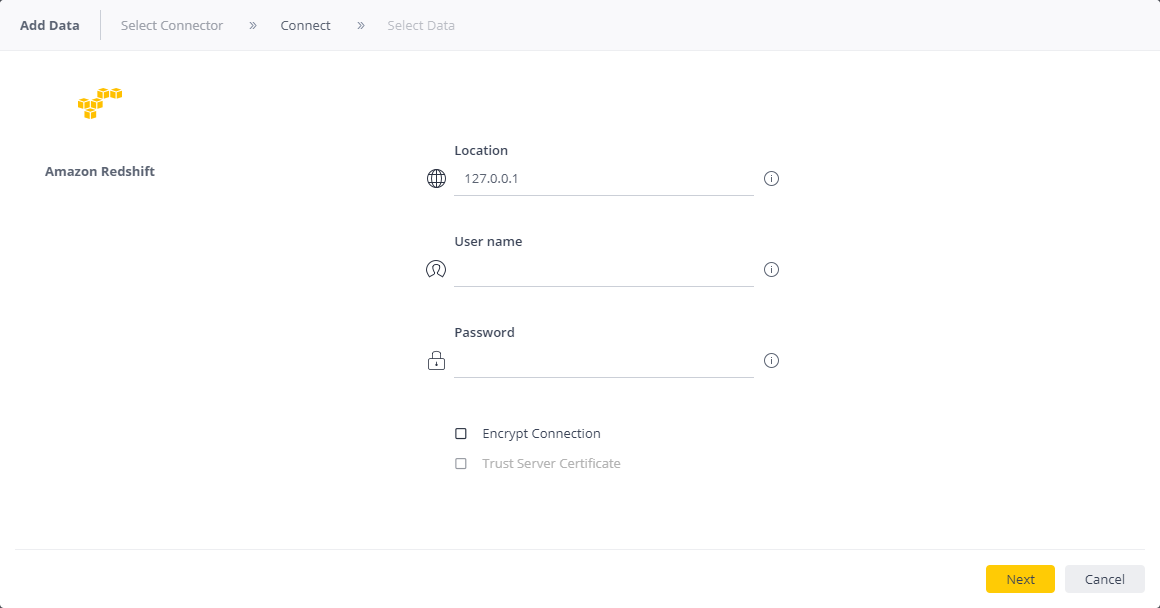 Add Data Select Connector » Connect » Select Data
Amazon Redshift
Location
127.0.0.1
User name
Password
Encrypt Connection
Trust Server Certificate
Next Cancel